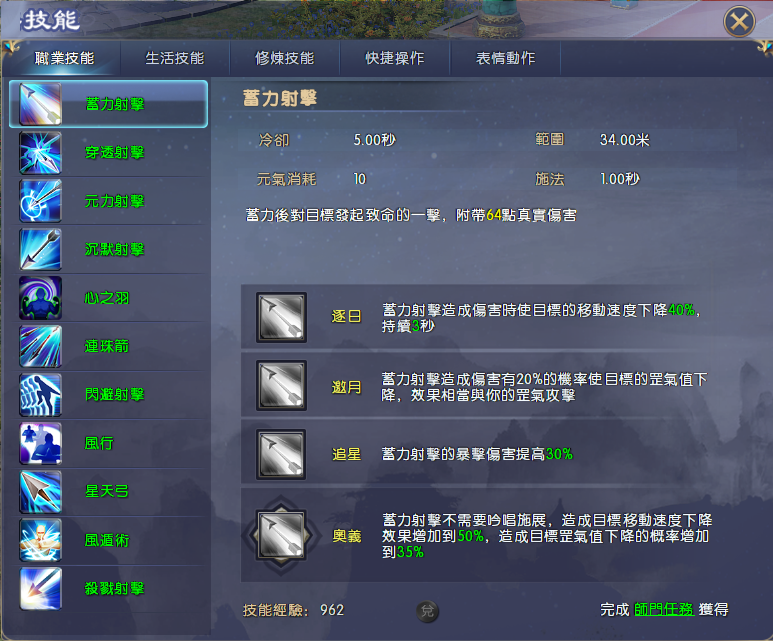 技能
職業技能 生活技能 修煉技能 快捷操作 表情動作
蓄力射擊
穿透射擊
元力射擊
沉默射擊
心之羽
連珠箭
閃避射擊
風行
星天弓
風遁術
殺戮射擊
蓄力射擊
冷卻 5.00秒 範圍 34.00米
元氣消耗 10 施法 1.00秒
蓄力後對目標發起致命的一擊，附帶64點真實傷害
逐日
蓄力射擊造成傷害時使目標的移動速度下降40%，
持續3秒
邀月
蓄力射擊造成傷害有20%的機率使目標的罡氣值下
降，效果相當與你的罡氣攻擊
追星
蓄力射擊的暴擊傷害提高30%
奧義
蓄力射擊不需要吟唱施展，造成目標移動速度下降
效果增加到50%，造成目標罡氣值下降的概率增加
到35%
技能經驗： 962 兌 完成 師門任務 獲得